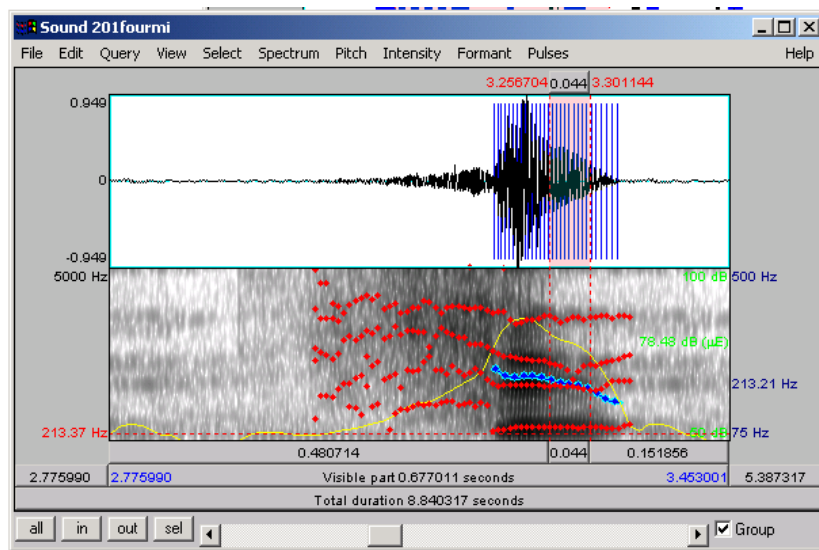 Sound 201fourmi
File Edit Query View Select Spectrum Pitch Intensity Formant Pulses Help
3.256704 0.044 3.301144
0.949
0
-0.949
5000 Hz 100 dB 500 Hz
78.43 dB (µE)
213.21 Hz
213.37 Hz 50 dB 75 Hz
0.480714 0.044 0.151856
2.775990 2.775990 Visible part 0.677011 seconds 3.453001 5.387317
Total duration 8.840317 seconds
all in out sel Group